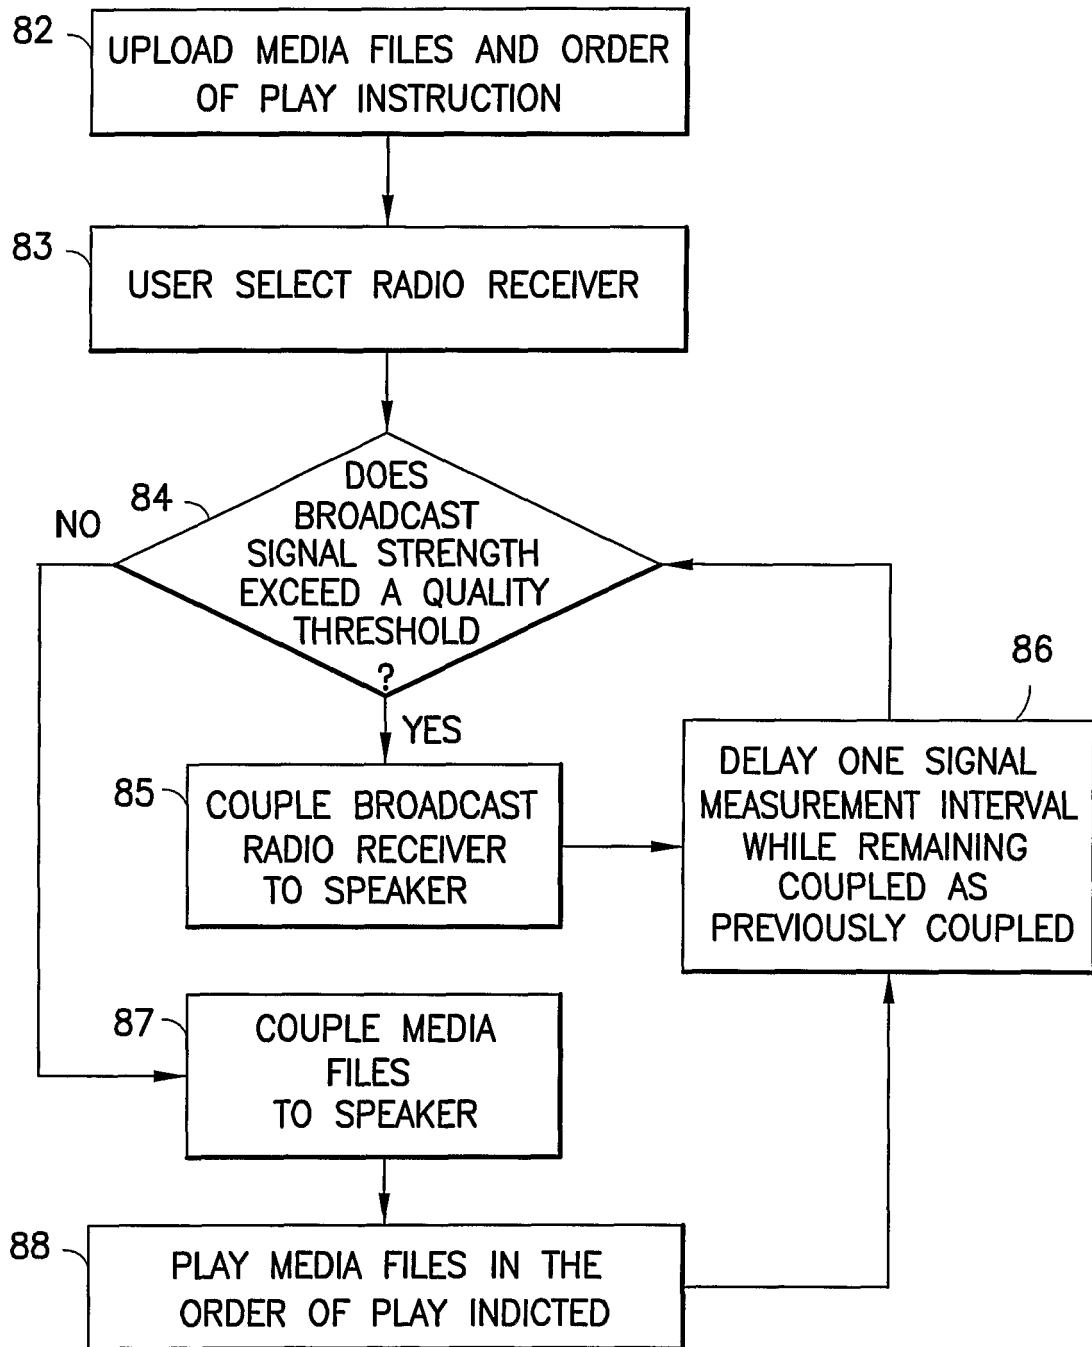 82
UPLOAD MEDIA FILES AND ORDER
OF PLAY INSTRUCTION
83
USER SELECT RADIO RECEIVER
84
NO
DOES
BROADCAST
SIGNAL STRENGTH
EXCEED A QUALITY
THRESHOLD
?
YES
85
COUPLE BROADCAST
RADIO RECEIVER
TO SPEAKER
86
DELAY ONE SIGNAL
MEASUREMENT INTERVAL
WHILE REMAINING
COUPLED AS
PREVIOUSLY COUPLED
87
COUPLE MEDIA
FILES
TO SPEAKER
88
PLAY MEDIA FILES IN THE
ORDER OF PLAY INDICTED